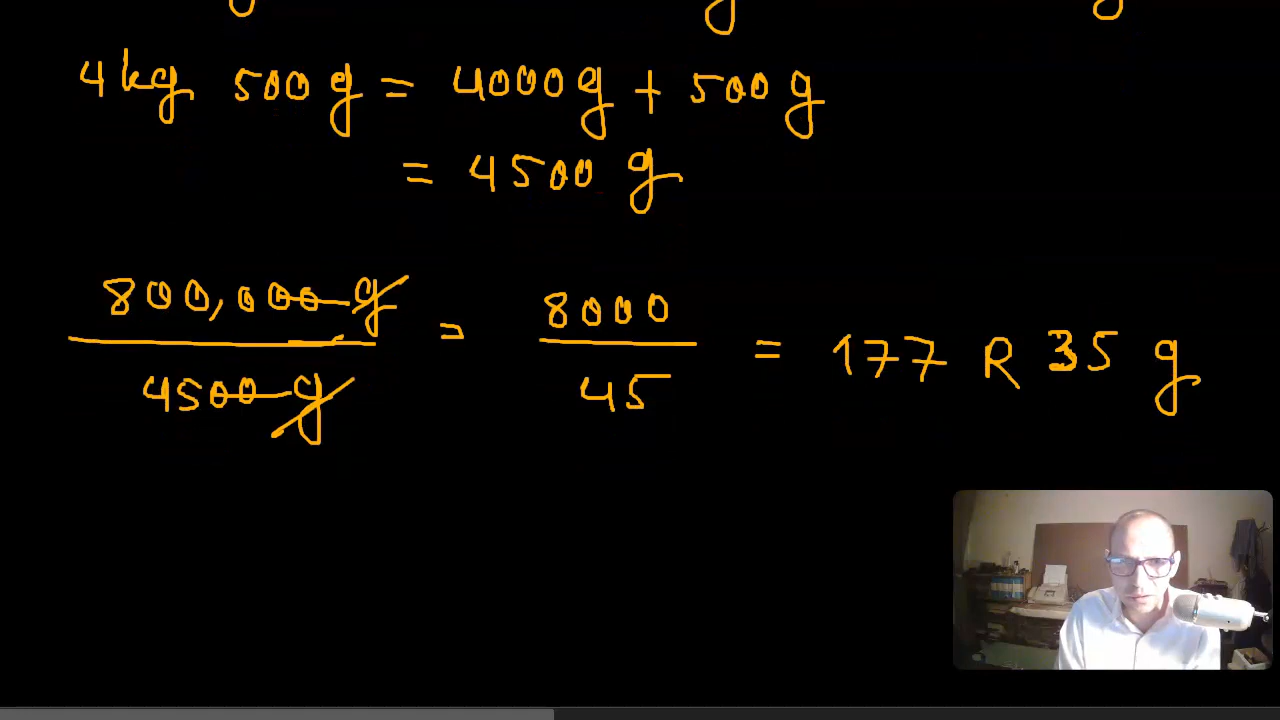 4 kg 500 g = 4000 g + 500 g
= 4500 g
800,000 g / 4500 g = 8000 / 45 = 177 R 35 g